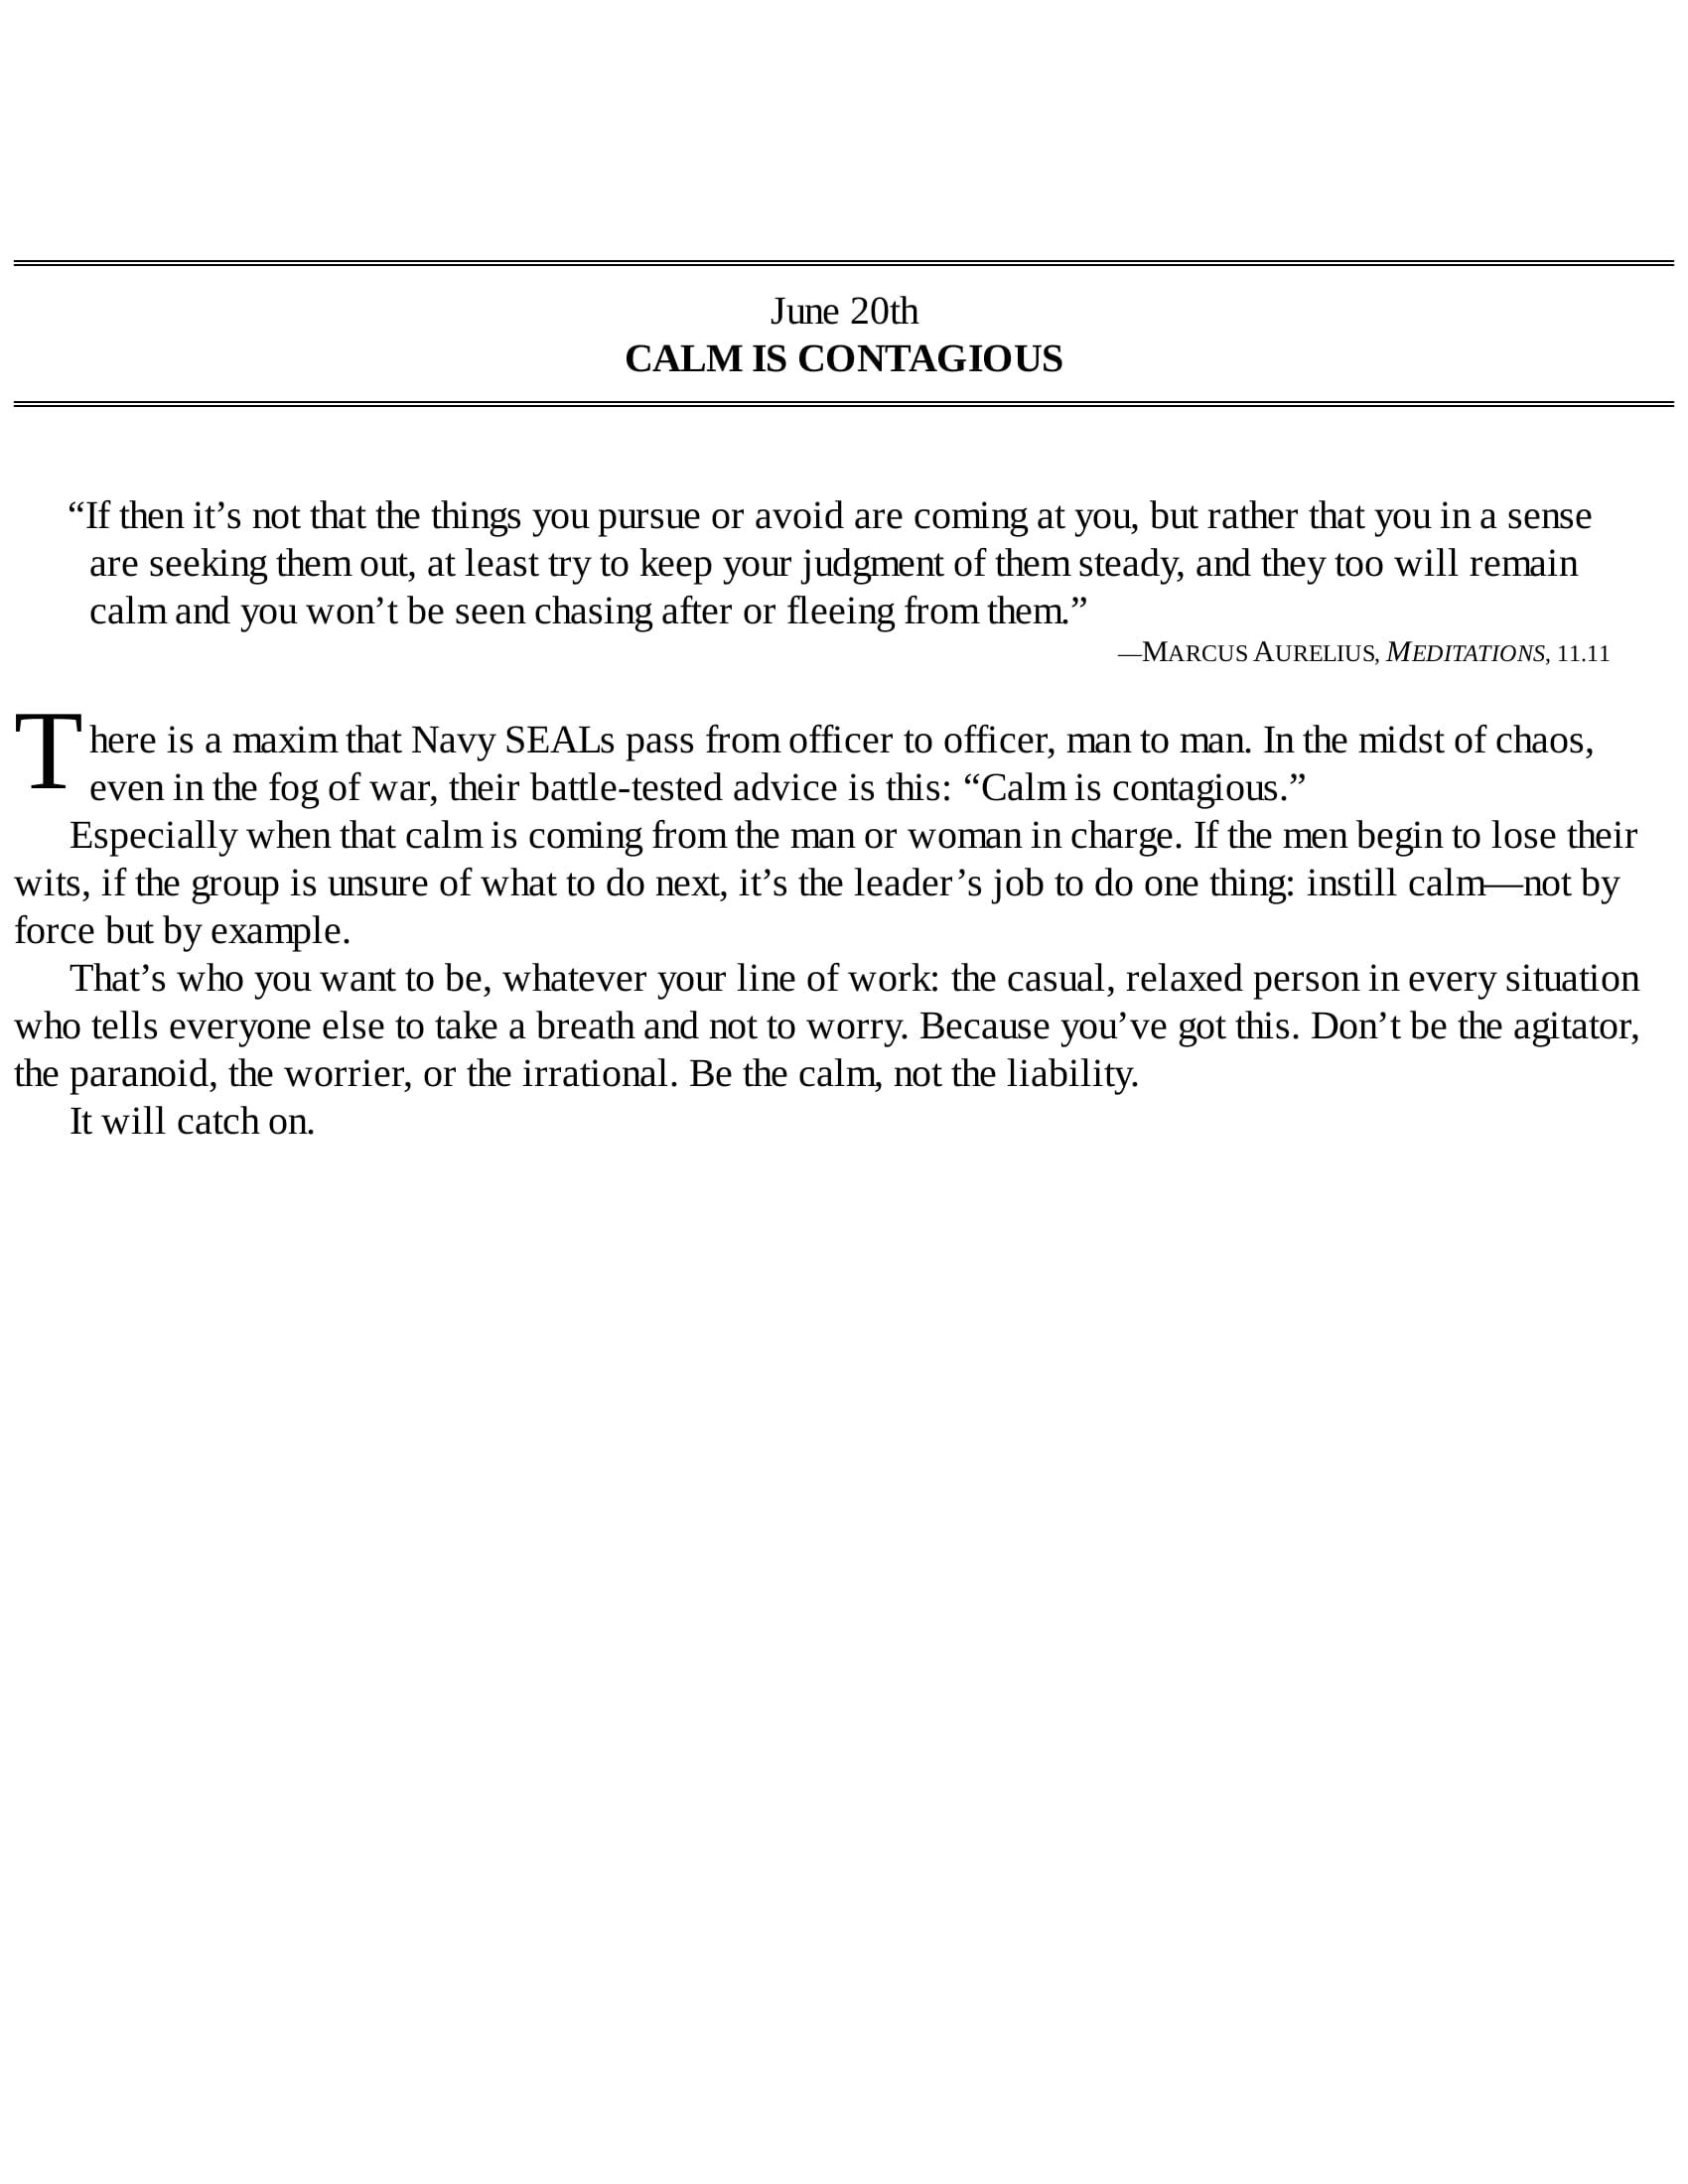 June 20th
CALM IS CONTAGIOUS
“If then it’s not that the things you pursue or avoid are coming at you, but rather that you in a sense
are seeking them out, at least try to keep your judgment of them steady, and they too will remain
calm and you won’t be seen chasing after or fleeing from them.”
—MARCUS AURELIUS, MEDITATIONS, 11.11
There is a maxim that Navy SEALs pass from officer to officer, man to man. In the midst of chaos,
even in the fog of war, their battle-tested advice is this: “Calm is contagious.”
Especially when that calm is coming from the man or woman in charge. If the men begin to lose their
wits, if the group is unsure of what to do next, it’s the leader’s job to do one thing: instill calm—not by
force but by example.
That’s who you want to be, whatever your line of work: the casual, relaxed person in every situation
who tells everyone else to take a breath and not to worry. Because you’ve got this. Don’t be the agitator,
the paranoid, the worrier, or the irrational. Be the calm, not the liability.
It will catch on.